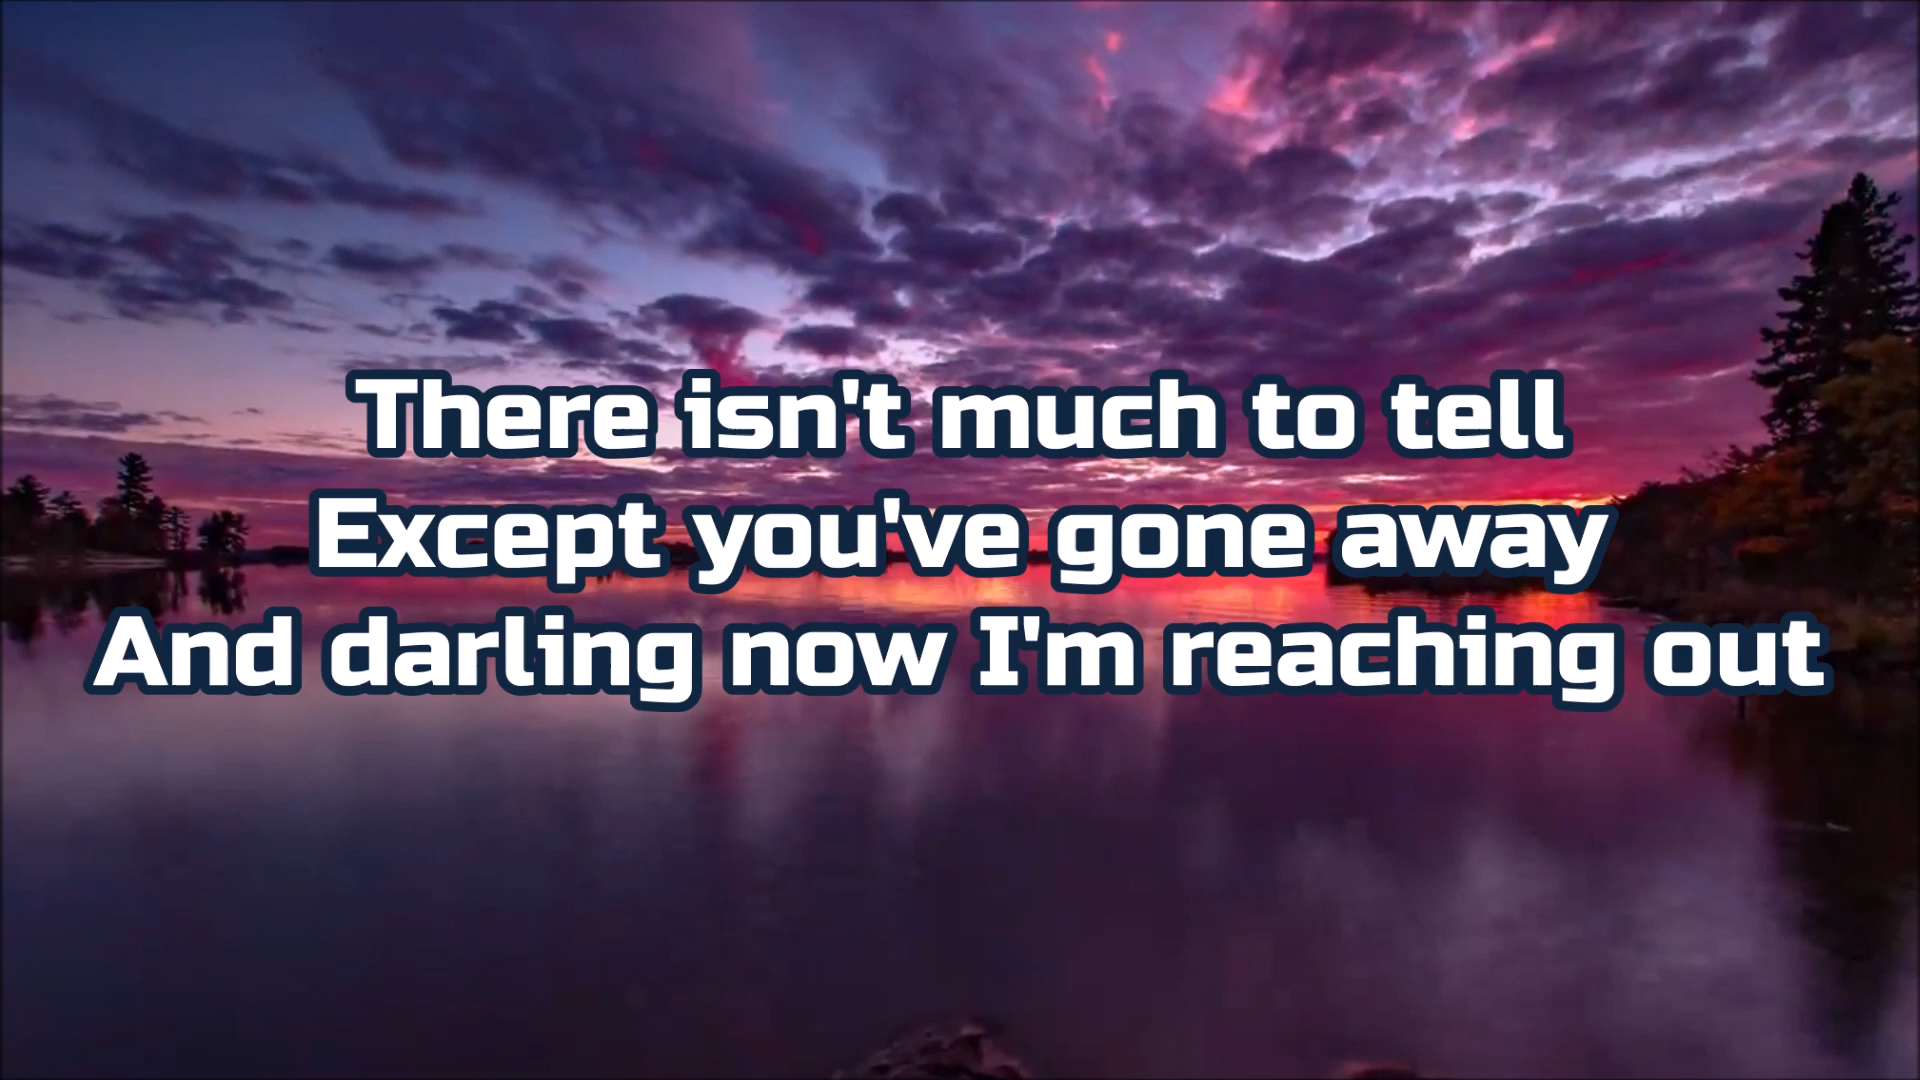 There isn't much to tell
Except you've gone away
And darling now I'm reaching out